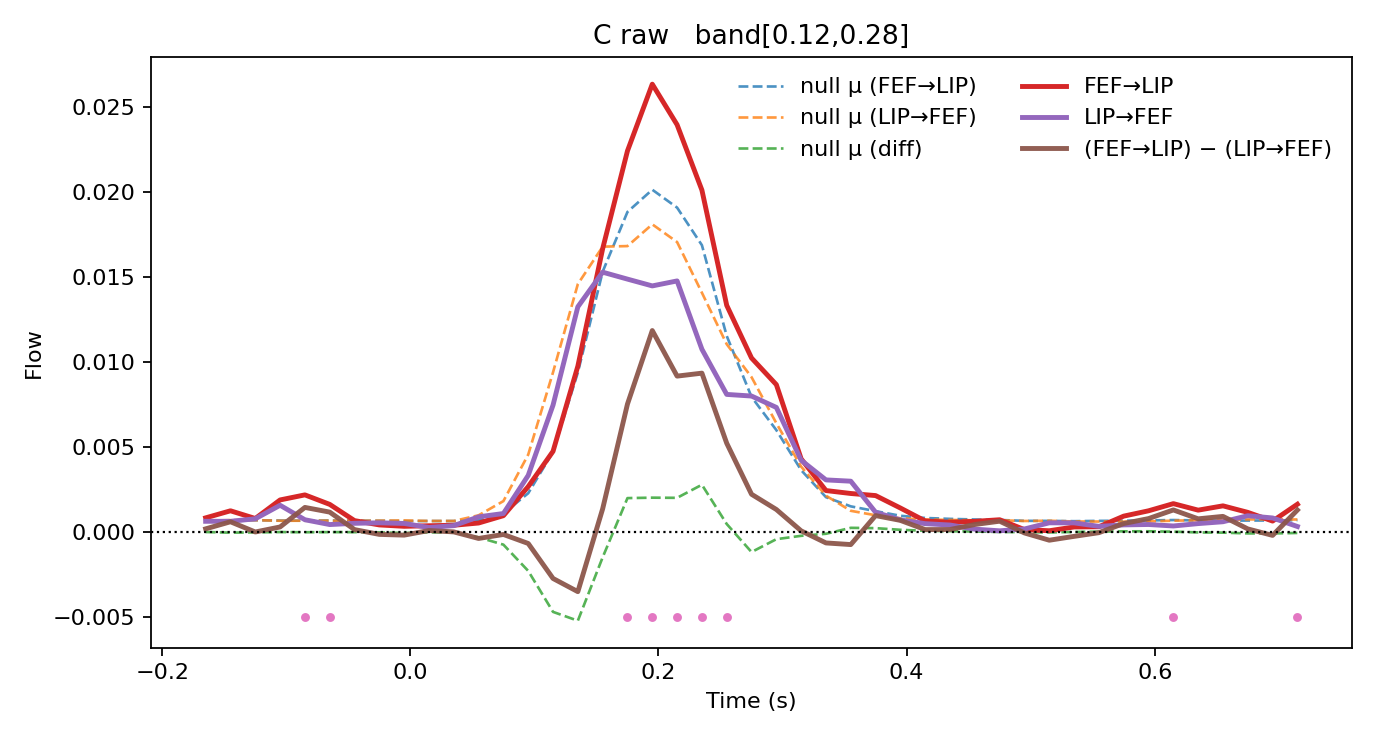 C raw   band[0.12,0.28]
null μ (FEF→LIP)
null μ (LIP→FEF)
null μ (diff)
FEF→LIP
LIP→FEF
(FEF→LIP) − (LIP→FEF)
Flow
0.025
0.020
0.015
0.010
0.005
0.000
−0.005
−0.2 0.0 0.2 0.4 0.6
Time (s)